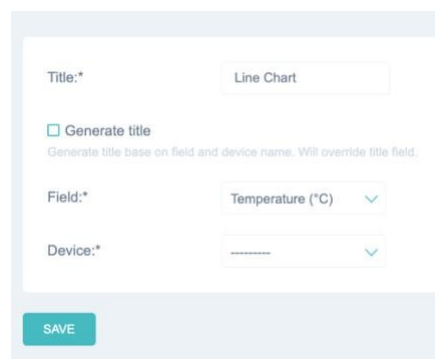 Title:* Line Chart
Generate title
Generate title base on field and device name. Will override title field.
Field:* Temperature (°C)
Device:* ---------
SAVE